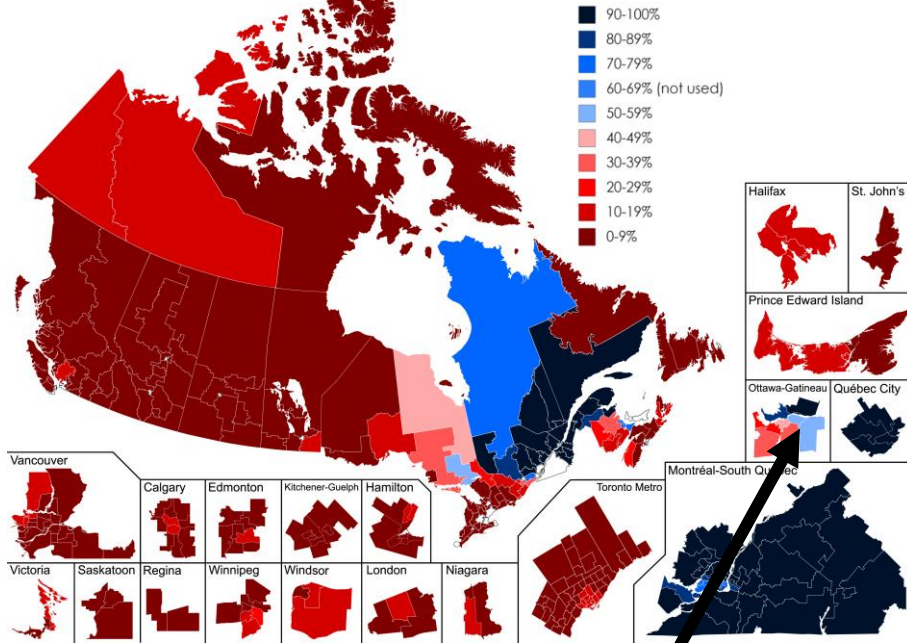 90-100%
80-89%
70-79%
60-69% (not used)
50-59%
40-49%
30-39%
20-29%
10-19%
0-9%
Halifax
St. John's
Prince Edward Island
Ottawa-Gatineau
Québec City
Montréal-South Québec
Vancouver
Calgary
Edmonton
Kitchener-Guelph
Hamilton
Toronto Metro
Victoria
Saskatoon
Regina
Winnipeg
Windsor
London
Niagara